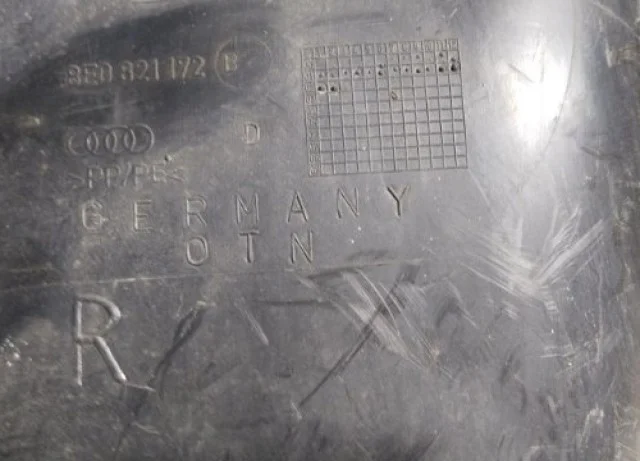 8E0 821 172 B
D
>PP/PE<
GERMANY
OTN
R